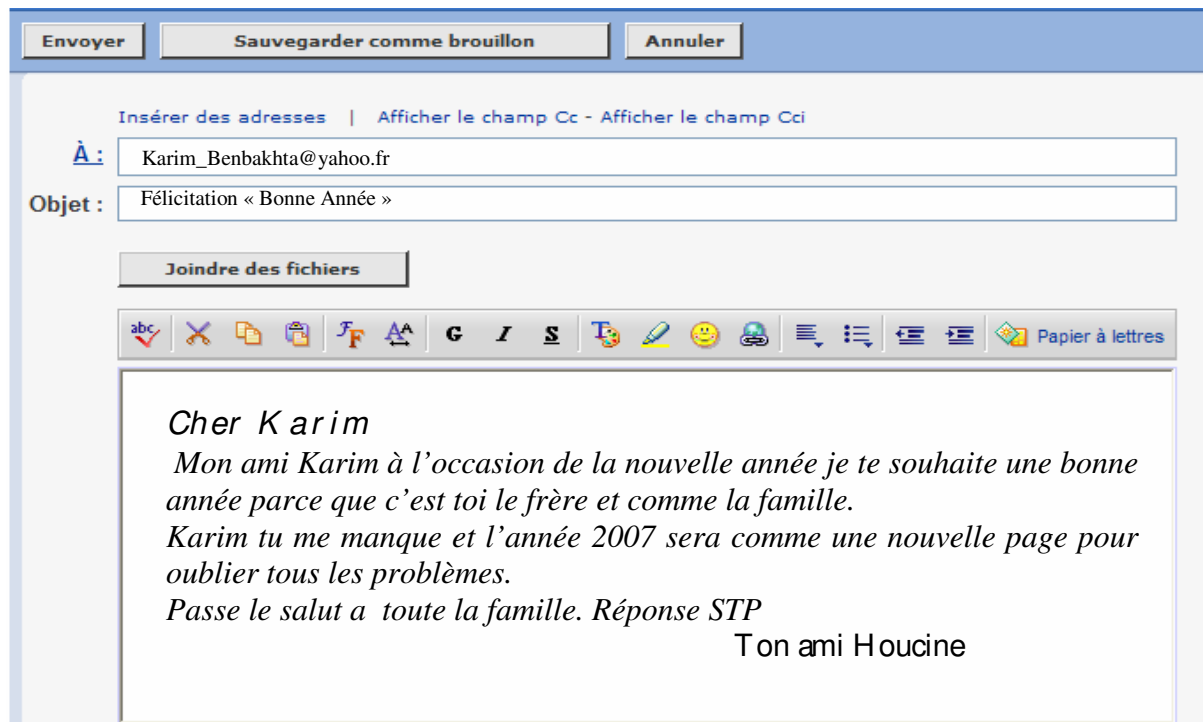 Envoyer Sauvegarder comme brouillon Annuler
Insérer des adresses | Afficher le champ Cc - Afficher le champ Cci
À : Karim_Benbakhta@yahoo.fr
Objet : Félicitation « Bonne Année »
Joindre des fichiers
abc F F A A G I S T Papier à lettres
Cher Karim
Mon ami Karim à l’occasion de la nouvelle année je te souhaite une bonne
année parce que c’est toi le frère et comme la famille.
Karim tu me manque et l’année 2007 sera comme une nouvelle page pour
oublier tous les problèmes.
Passe le salut a toute la famille. Réponse STP
Ton ami Houcine